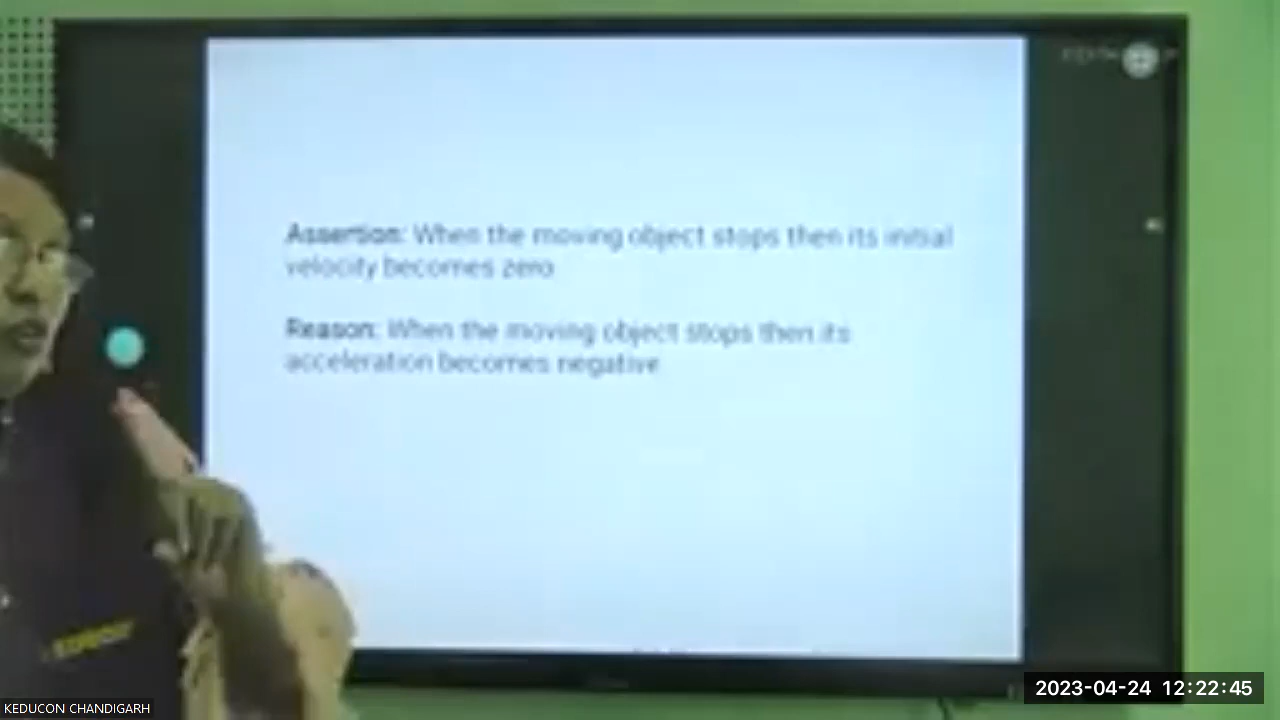 Assertion: When the moving object stops then its initial
velocity becomes zero
Reason: When the moving object stops then its
acceleration becomes negative
KEDUCON CHANDIGARH
2023-04-24 12:22:45